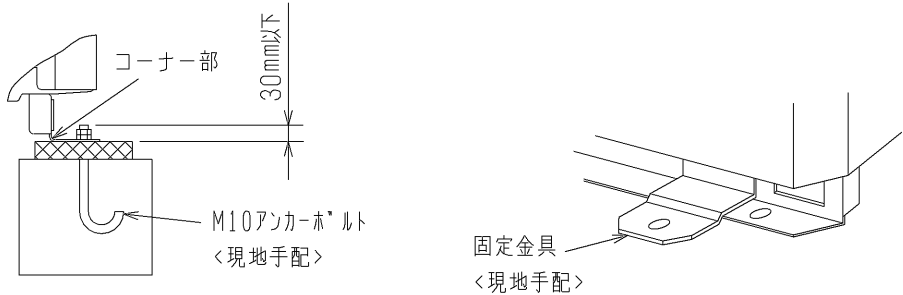 コーナー部
30mm以下
M10アンカーボルト
<現地手配>
固定金具
<現地手配>